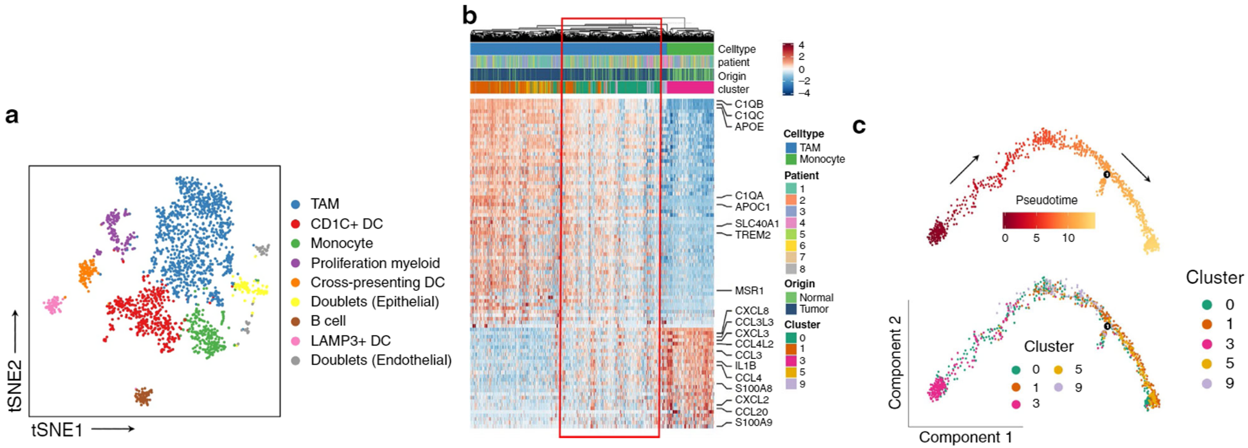 a
tSNE2
tSNE1
TAM
CD1C+ DC
Monocyte
Proliferation myeloid
Cross-presenting DC
Doublets (Epithelial)
B cell
LAMP3+ DC
Doublets (Endothelial)
b
Celltype
patient
Origin
cluster
4
2
0
−2
−4
C1QB
C1QC
APOE
C1QA
APOC1
SLC40A1
TREM2
MSR1
CXCL8
CCL3L3
CXCL3
CCL4L2
CCL3
IL1B
CCL4
S100A8
CXCL2
CCL20
S100A9
Celltype
TAM
Monocyte
Patient
1
2
3
4
5
6
7
8
Origin
Normal
Tumor
Cluster
0
1
3
5
9
c
1
Pseudotime
0 5 10
1
Component 2
Component 1
Cluster
0 5
1 9
3
Cluster
0
1
3
5
9